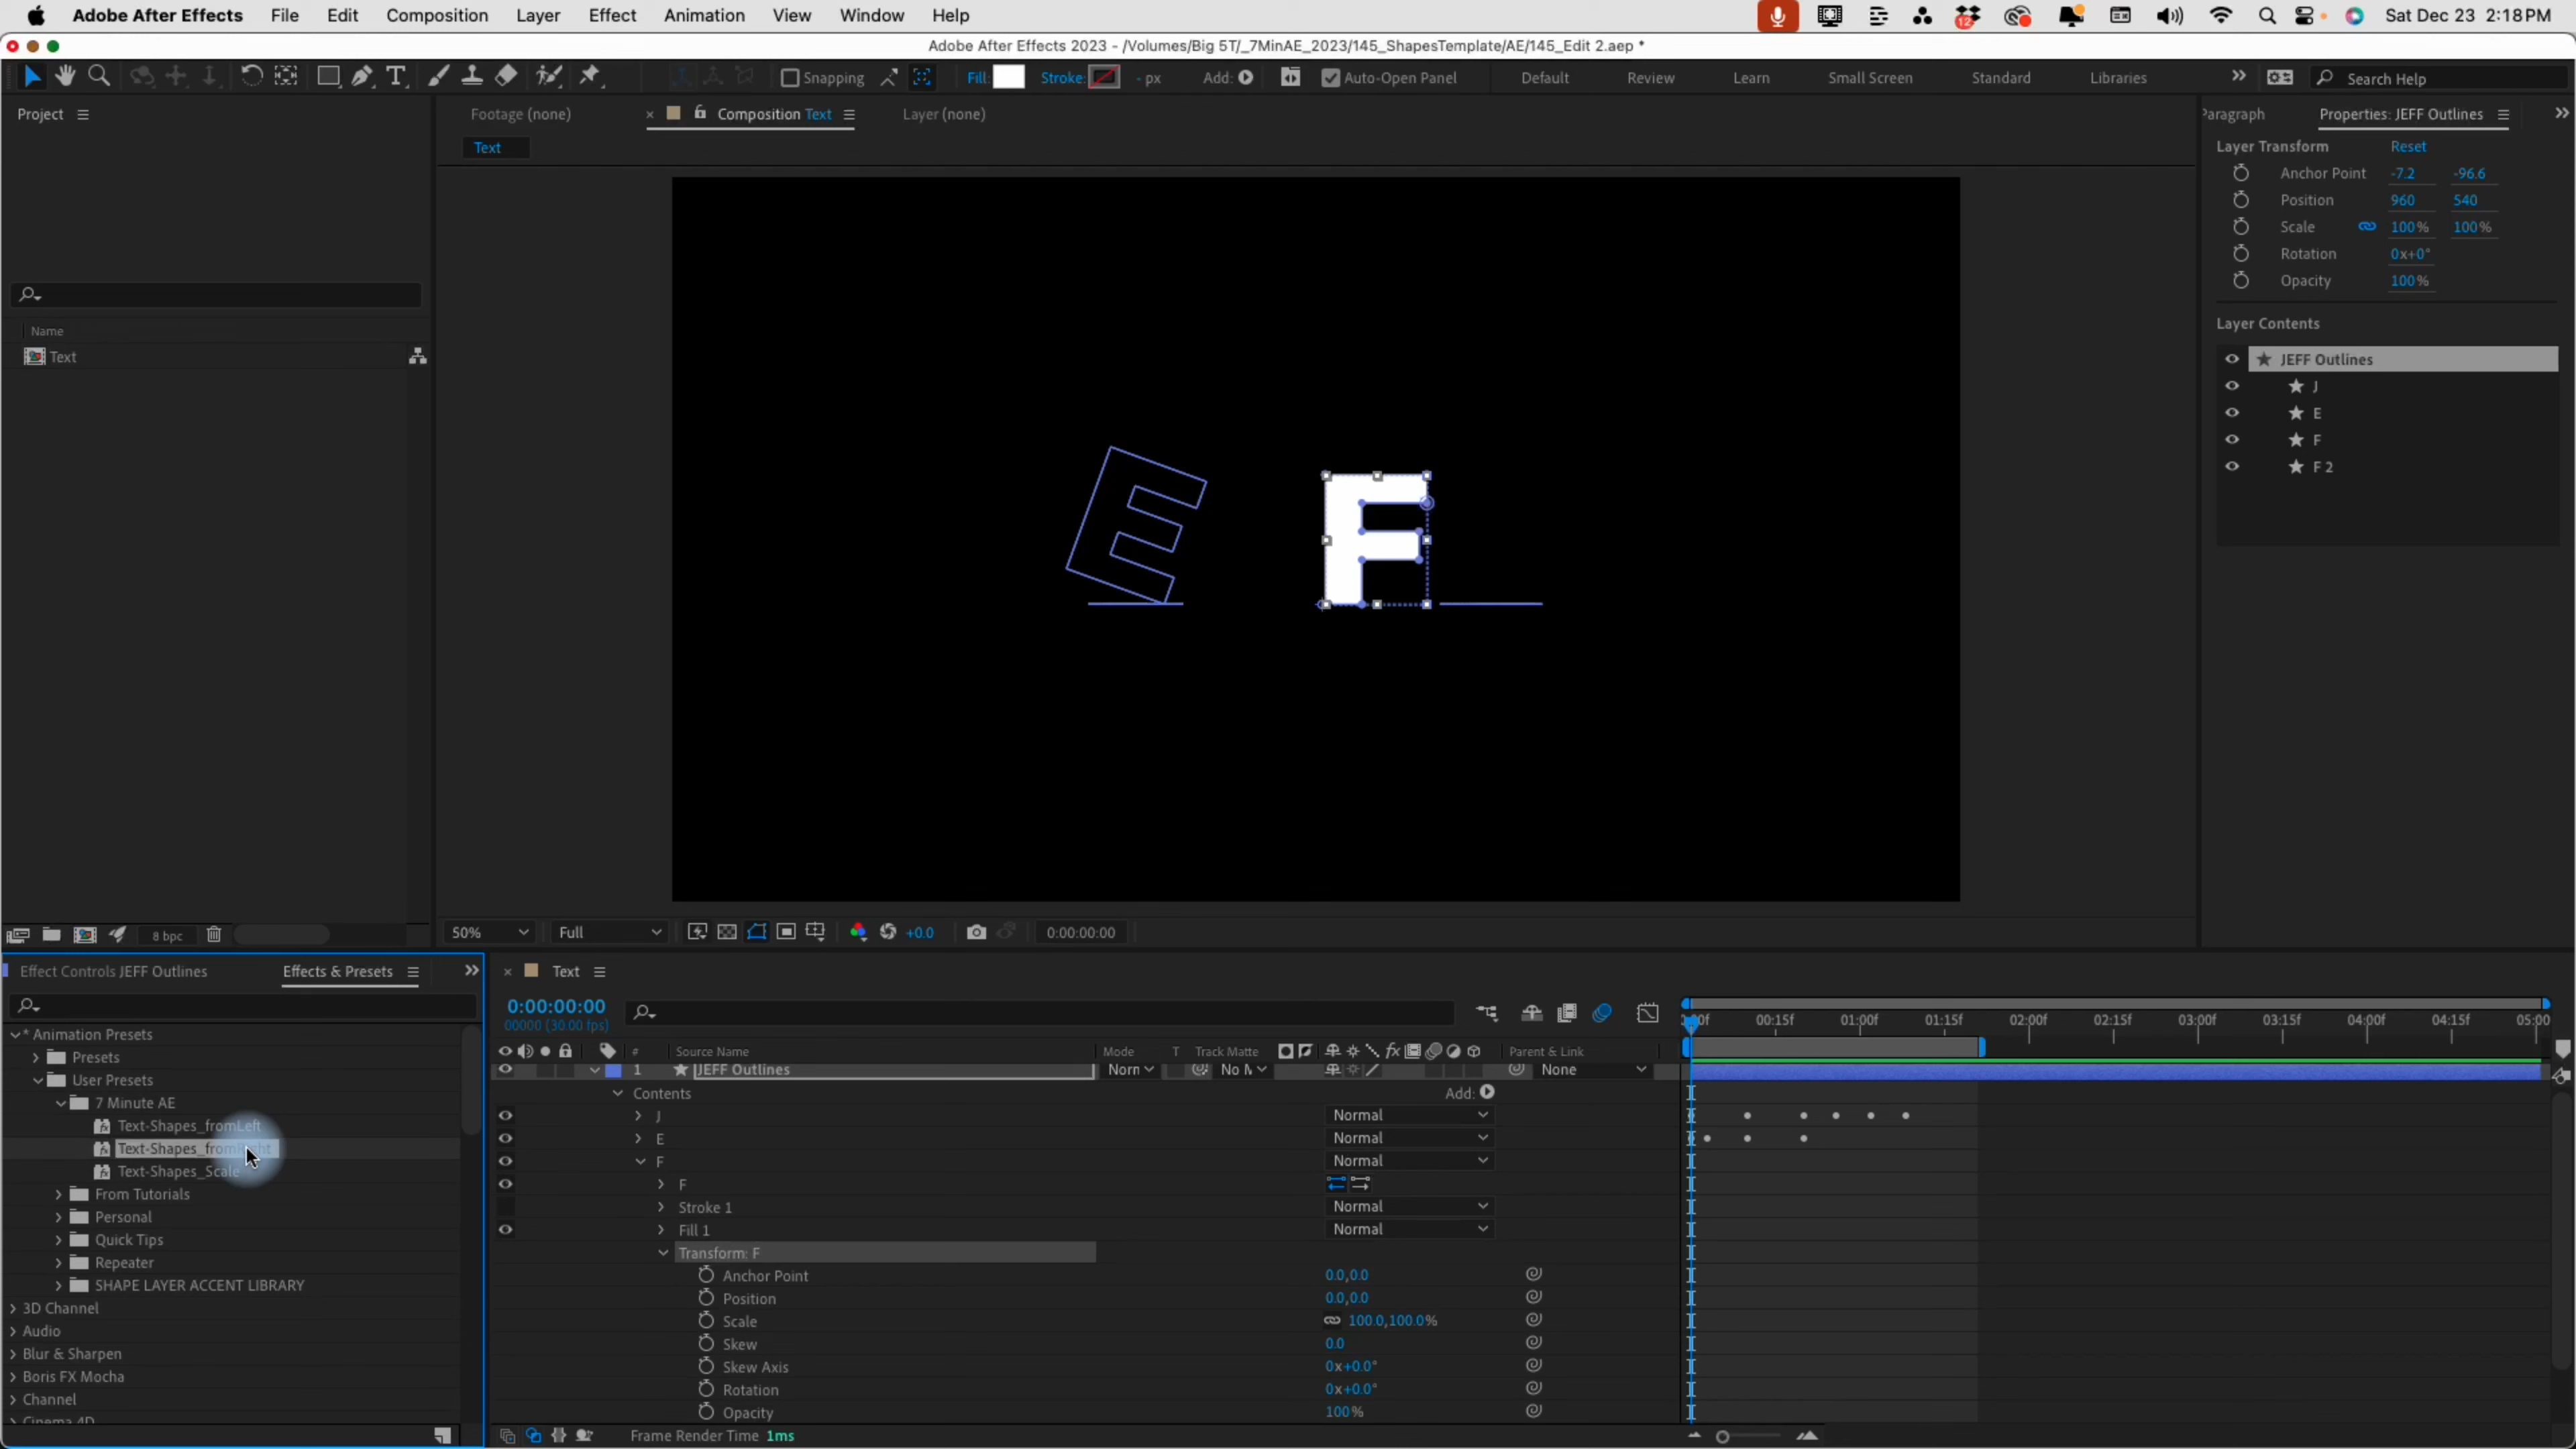 Adobe After Effects File Edit Composition Layer Effect Animation View Window Help 12 Sat Dec 23 2:18 PM
Adobe After Effects 2023 - /Volumes/Big 5T/_7MinAE_2023/145_ShapesTemplate/AE/145_Edit 2.aep *
Snapping Fill: Stroke: - px Add: Auto-Open Panel Default Review Learn Small Screen Standard Libraries Search Help
Project
Footage (none) Composition Text Layer (none)
Text
Paragraph Properties: JEFF Outlines
Layer Transform Reset
Anchor Point -7.2 -96.6
Position 960 540
Scale 100% 100%
Rotation 0x+0°
Opacity 100%
Layer Contents
JEFF Outlines
J
E
F
F 2
Name
Text
E F
8 bpc
50% Full +0.0 0:00:00:00
Effect Controls JEFF Outlines Effects & Presets
* Animation Presets
Presets
User Presets
7 Minute AE
Text-Shapes_fromLeft
Text-Shapes_fromRight
Text-Shapes_Scale
From Tutorials
Personal
Quick Tips
Repeater
SHAPE LAYER ACCENT LIBRARY
3D Channel
Audio
Blur & Sharpen
Boris FX Mocha
Channel
Cinema 4D
Text
0:00:00:00
00000 (30.00 fps)
00f 00:15f 01:00f 01:15f 02:00f 02:15f 03:00f 03:15f 04:00f 04:15f 05:00
# Source Name Mode T Track Matte Parent & Link
1 JEFF Outlines Norm No M None
Contents Add:
J Normal
E Normal
F Normal
F
Stroke 1 Normal
Fill 1 Normal
Transform: F
Anchor Point 0.0,0.0
Position 0.0,0.0
Scale 100.0,100.0%
Skew 0.0
Skew Axis 0x+0.0°
Rotation 0x+0.0°
Opacity 100%
Frame Render Time 1ms